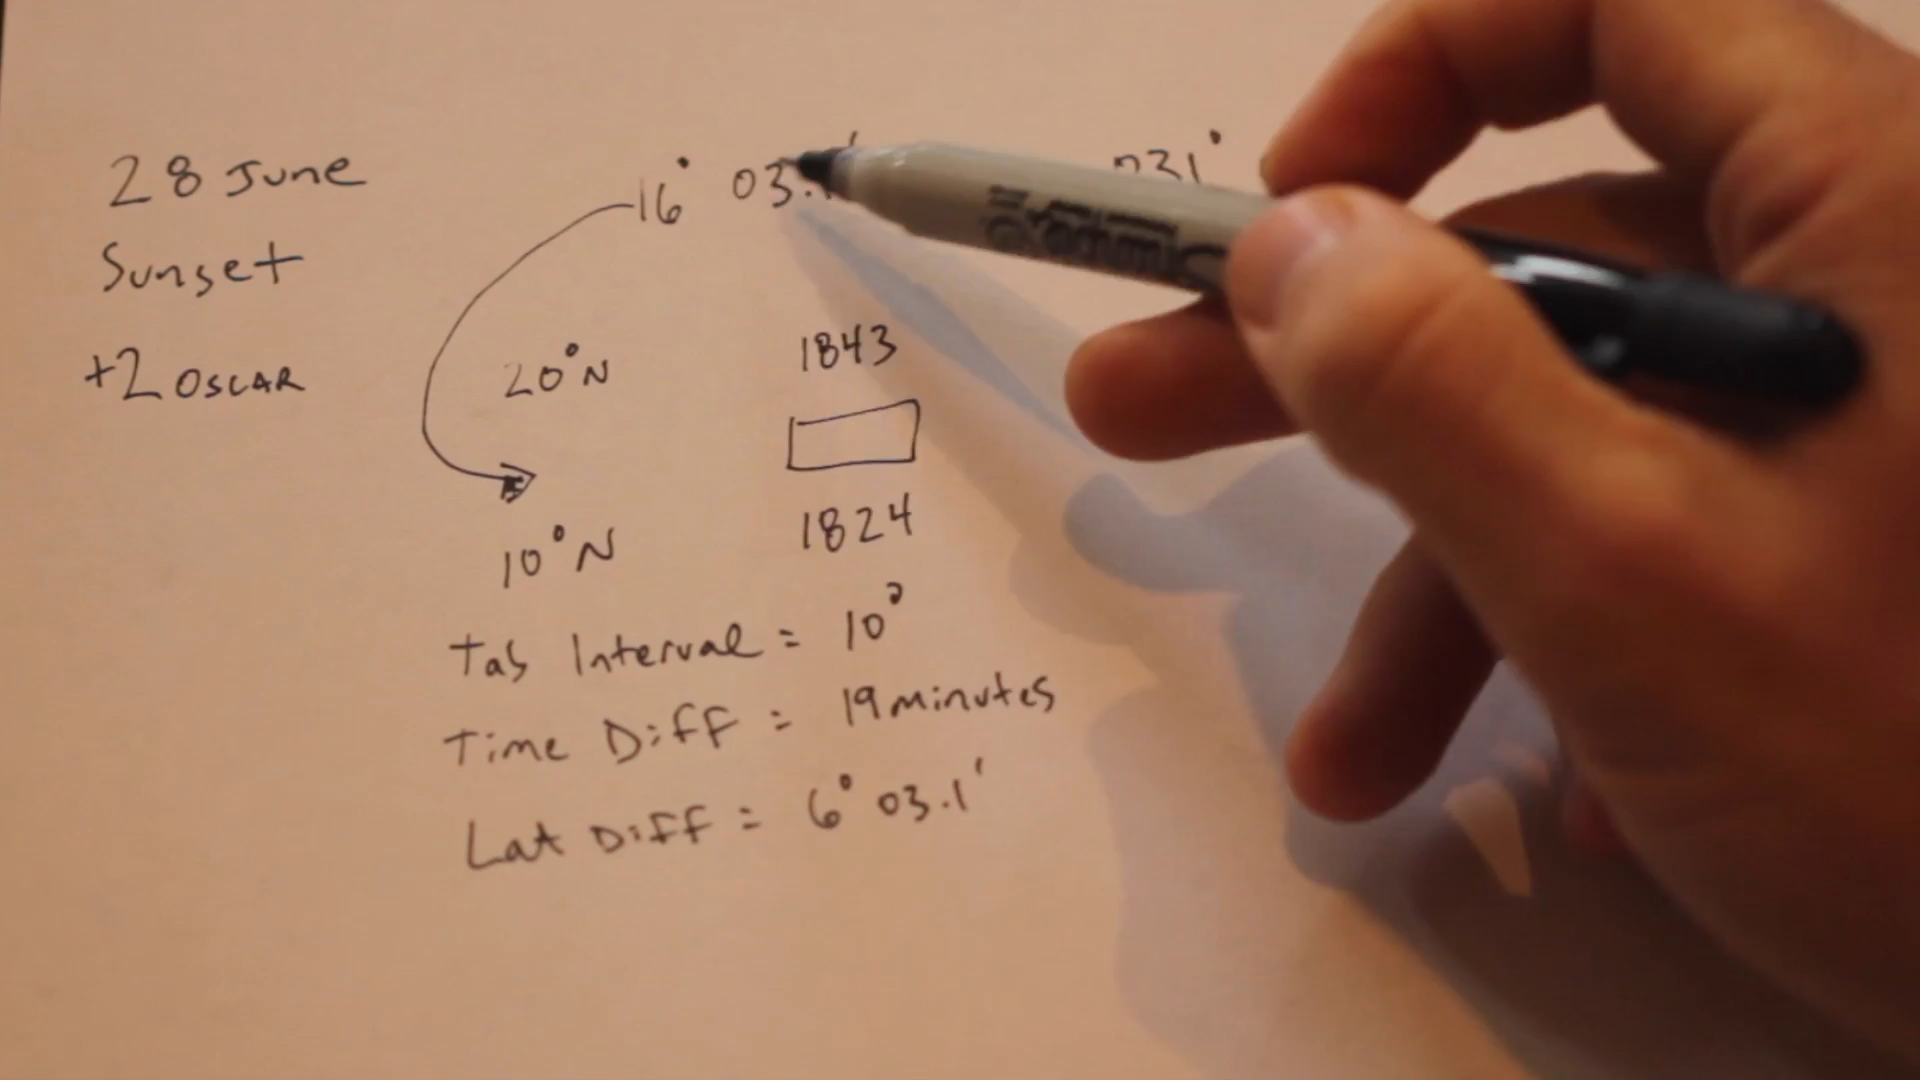 28 June
Sunset
+2 OSCAR
16° 03.1' 031°
20°N 1843
10°N 1824
Tab Interval = 10°
Time Diff = 19 minutes
Lat Diff = 6° 03.1'